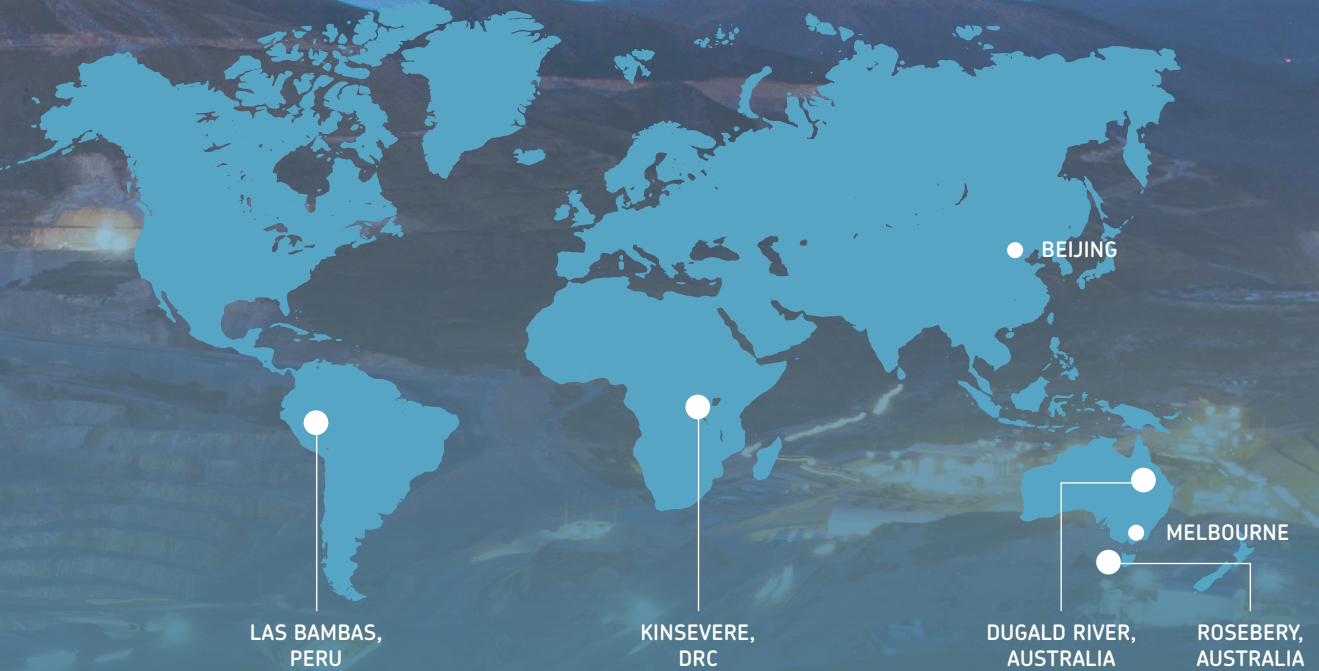 BEIJING
MELBOURNE
LAS BAMBAS,
PERU
KINSEVERE,
DRC
DUGALD RIVER,
AUSTRALIA
ROSEBERY,
AUSTRALIA